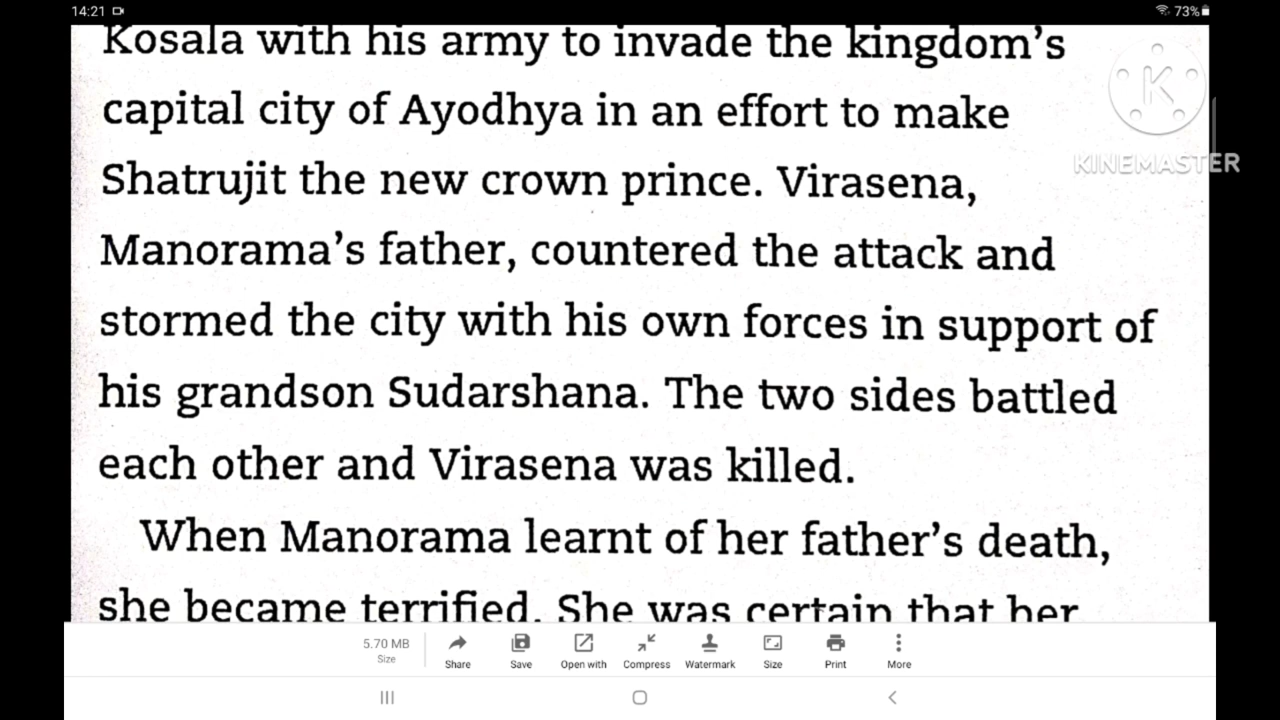 14:21
73%
Kosala with his army to invade the kingdom's
capital city of Ayodhya in an effort to make
Shatrujit the new crown prince. Virasena,
Manorama's father, countered the attack and
stormed the city with his own forces in support of
his grandson Sudarshana. The two sides battled
each other and Virasena was killed.
When Manorama learnt of her father's death,
she became terrified. She was certain that her
K
KINEMASTER
5.70 MB
Size
Share
Save
Open with
Compress
Watermark
Size
Print
More